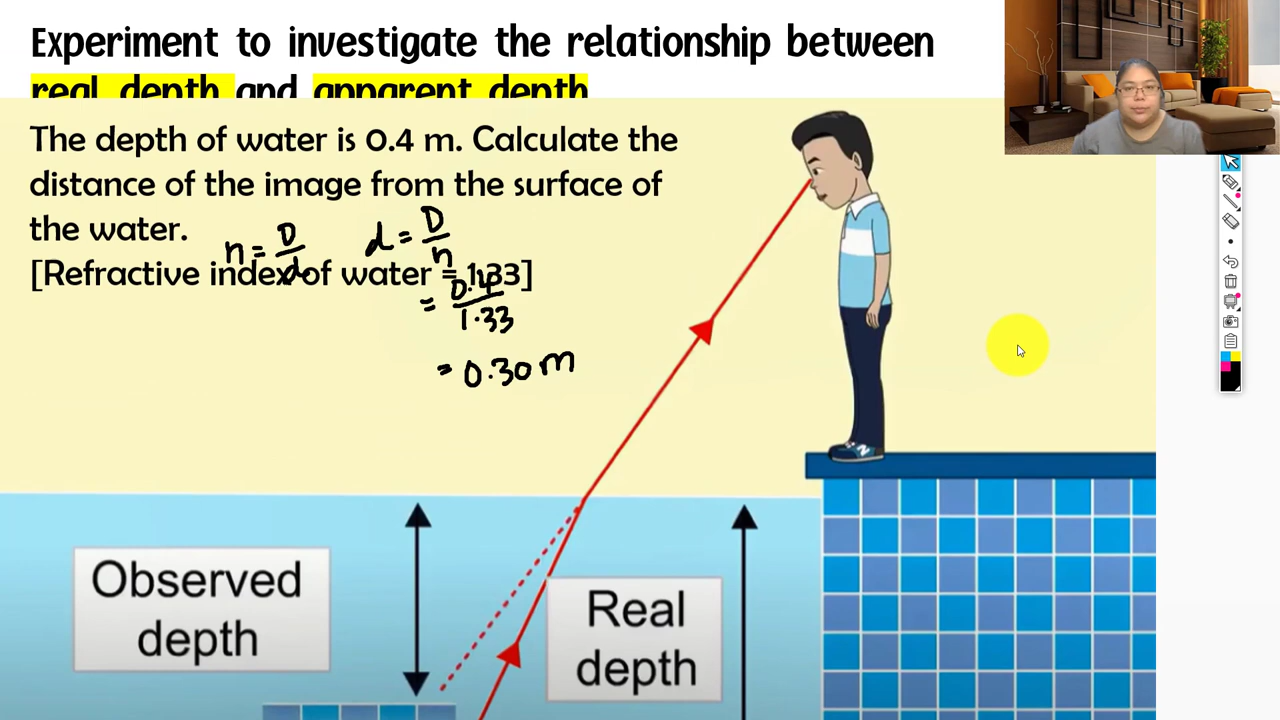 Experiment to investigate the relationship between
real depth and apparent depth
The depth of water is 0.4 m. Calculate the
distance of the image from the surface of
the water.
n = D/d d = D/n
[Refractive index of water = 1.33]
= 0.4/1.33
= 0.30 m
Observed
depth
Real
depth